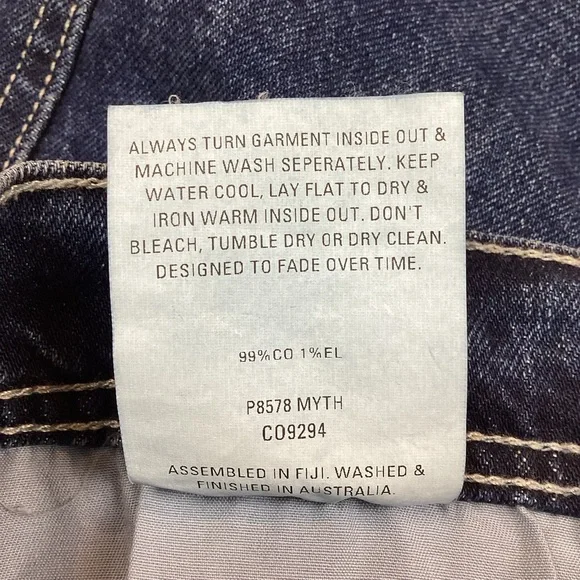 ALWAYS TURN GARMENT INSIDE OUT &
MACHINE WASH SEPERATELY. KEEP
WATER COOL, LAY FLAT TO DRY &
IRON WARM INSIDE OUT. DON'T
BLEACH, TUMBLE DRY OR DRY CLEAN.
DESIGNED TO FADE OVER TIME.
99%CO 1%EL
P8578 MYTH
CO9294
ASSEMBLED IN FIJI. WASHED &
FINISHED IN AUSTRALIA.